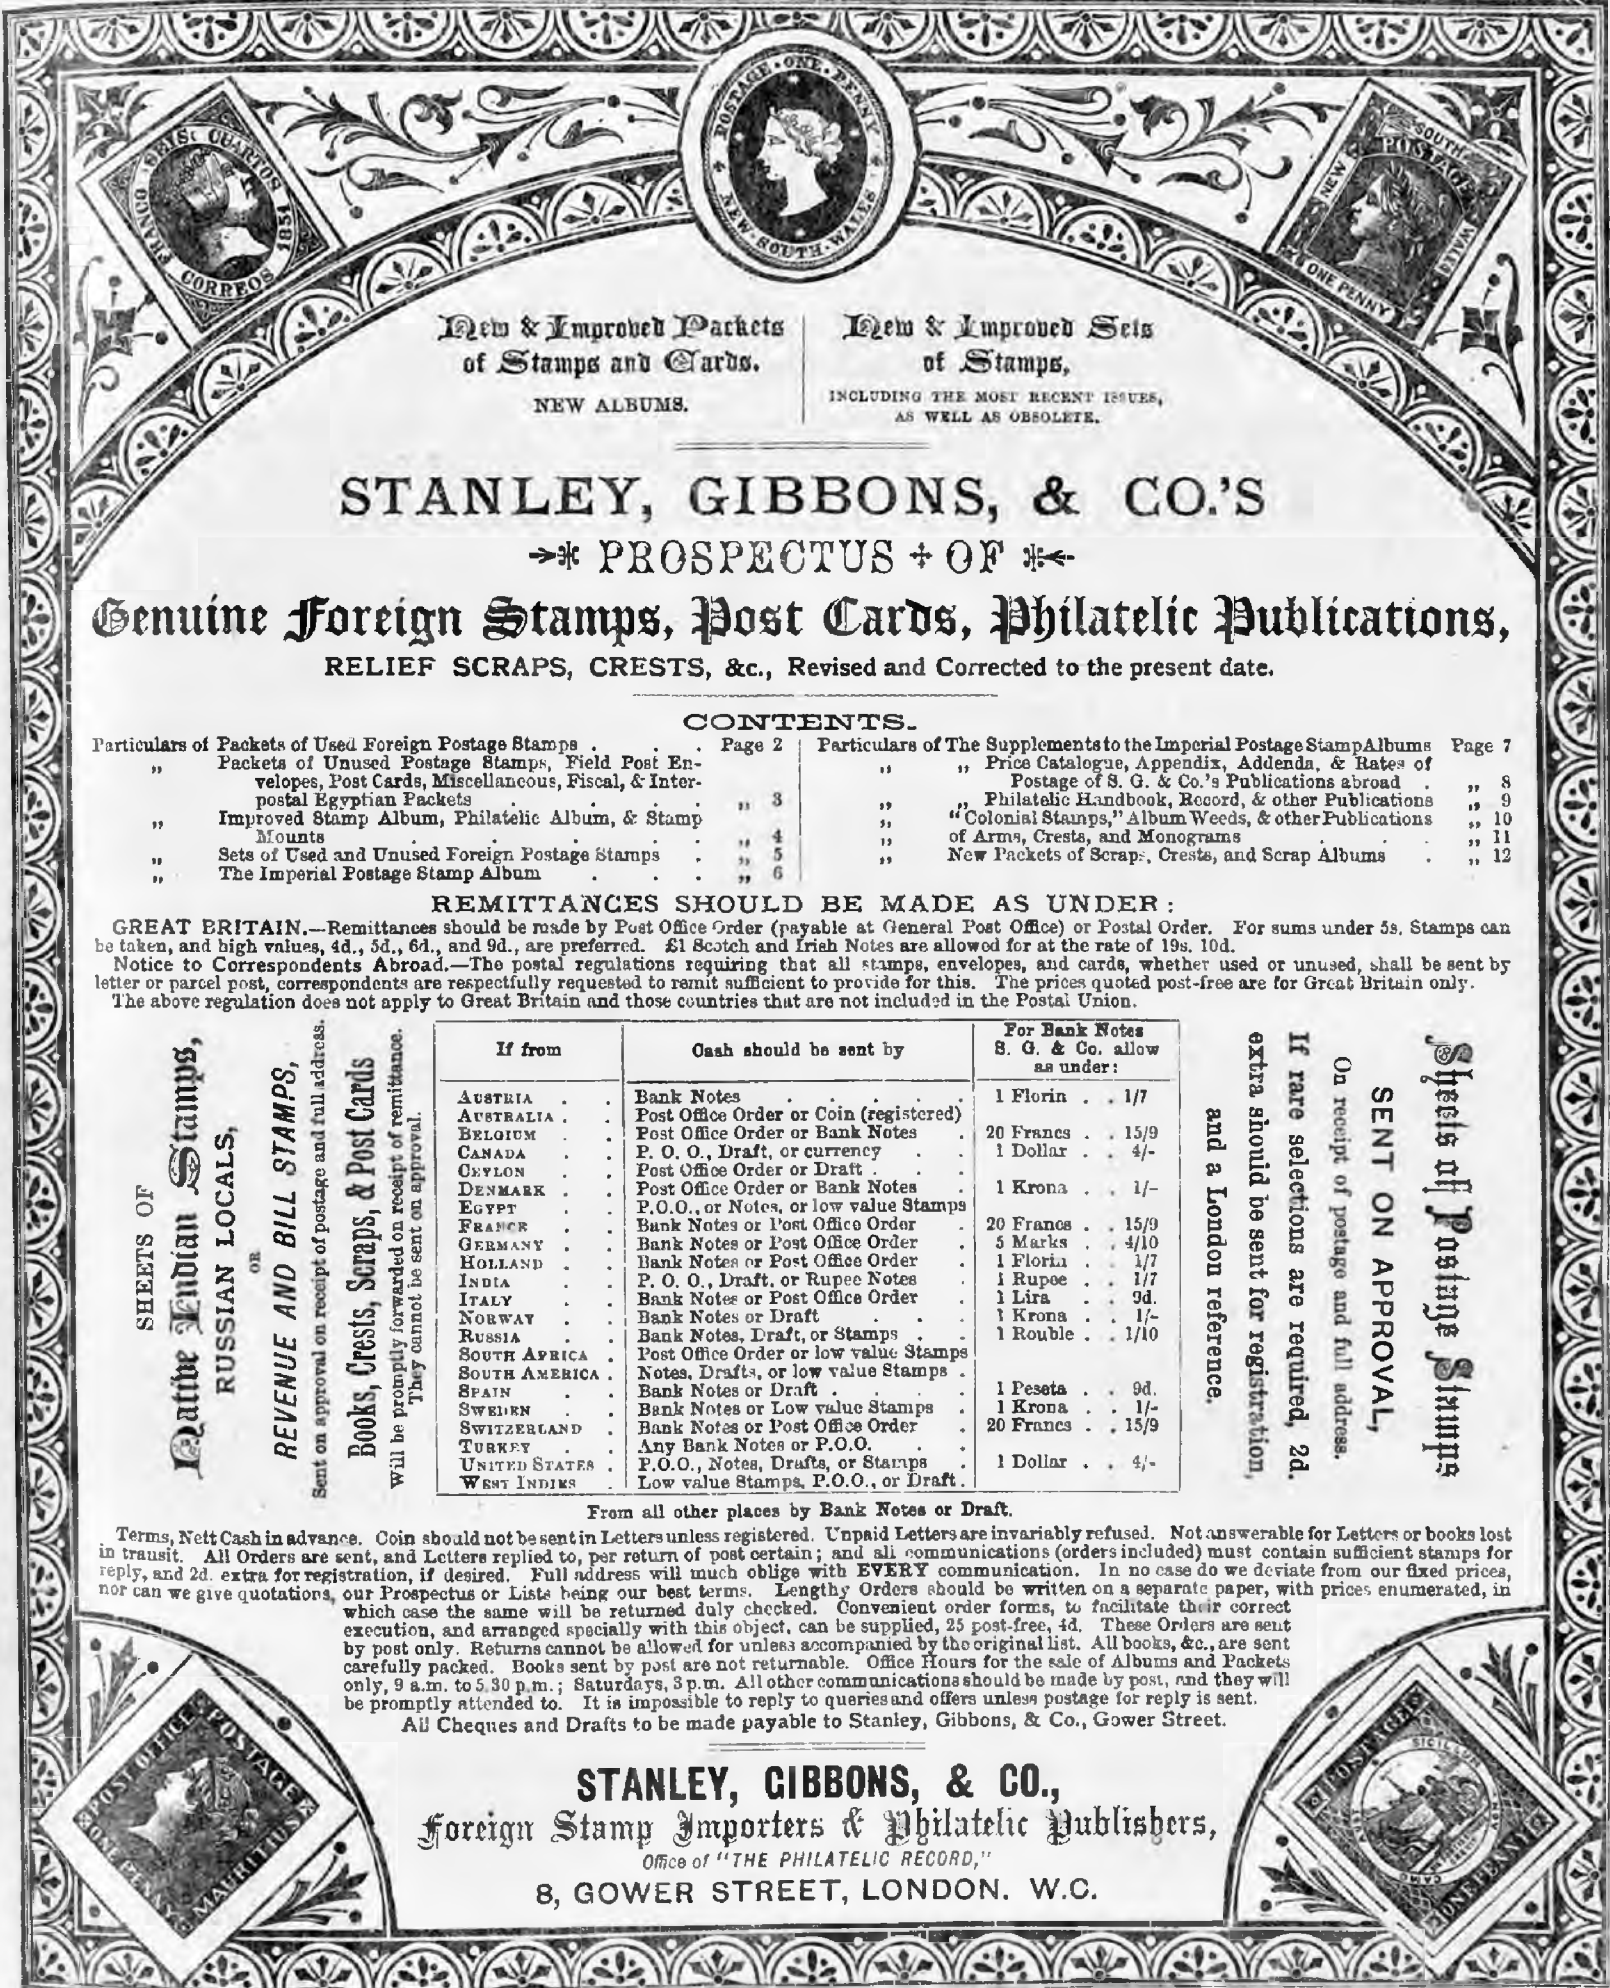 FRANCO SEISt CUARTOS 1851
CORREOS
POSTAGE · ONE · PENNY
NEW · SOUTH · WALES
NEW SOUTH WALES
POSTAGE
ONE PENNY
New & Improved Packets
of Stamps and Cards.
NEW ALBUMS.
New & Improved Sets
of Stamps,
INCLUDING THE MOST RECENT ISSUES,
AS WELL AS OBSOLETE.
STANLEY, GIBBONS, & CO.'S
PROSPECTUS + OF
Genuine Foreign Stamps, Post Cards, Philatelic Publications,
RELIEF SCRAPS, CRESTS, &c., Revised and Corrected to the present date.
CONTENTS.
Particulars of Packets of Used Foreign Postage Stamps . . . Page 2
„ Packets of Unused Postage Stamps, Field Post En-
velopes, Post Cards, Miscellaneous, Fiscal, & Inter-
postal Egyptian Packets . . . . . „ 3
„ Improved Stamp Album, Philatelic Album, & Stamp
Mounts . . . . . „ 4
„ Sets of Used and Unused Foreign Postage Stamps . „ 5
„ The Imperial Postage Stamp Album . . . „ 6
Particulars of The Supplements to the Imperial Postage Stamp Albums Page 7
„ „ Price Catalogue, Appendix, Addenda, & Rates of
Postage of S. G. & Co.'s Publications abroad . „ 8
„ „ Philatelic Handbook, Record, & other Publications „ 9
„ "Colonial Stamps," Album Weeds, & other Publications „ 10
„ of Arms, Crests, and Monograms . . . „ 11
„ New Packets of Scraps, Crests, and Scrap Albums . „ 12
REMITTANCES SHOULD BE MADE AS UNDER:
GREAT BRITAIN.—Remittances should be made by Post Office Order (payable at General Post Office) or Postal Order. For sums under 5s. Stamps can
be taken, and high values, 4d., 5d., 6d., and 9d., are preferred. £1 Scotch and Irish Notes are allowed for at the rate of 19s. 10d.
Notice to Correspondents Abroad.—The postal regulations requiring that all stamps, envelopes, and cards, whether used or unused, shall be sent by
letter or parcel post, correspondents are respectfully requested to remit sufficient to provide for this. The prices quoted post-free are for Great Britain only.
The above regulation does not apply to Great Britain and those countries that are not included in the Postal Union.
SHEETS OF
Native Indian Stamps,
RUSSIAN LOCALS,
OR
REVENUE AND BILL STAMPS,
Sent on approval on receipt of postage and full address.
Books, Crests, Scraps, & Post Cards
Will be promptly forwarded on receipt of remittance.
They cannot be sent on approval.
If from | Cash should be sent by | For Bank Notes
S. G. & Co. allow
as under:
AUSTRIA . . Bank Notes . . . . . 1 Florin . . 1/7
AUSTRALIA . . Post Office Order or Coin (registered)
BELGIUM . . Post Office Order or Bank Notes . 20 Francs . . 15/9
CANADA . . P. O. O., Draft, or currency . . 1 Dollar . . 4/-
CEYLON . . Post Office Order or Draft . . .
DENMARK . . Post Office Order or Bank Notes . 1 Krona . . 1/-
EGYPT . . P.O.O., or Notes, or low value Stamps
FRANCE . . Bank Notes or Post Office Order . 20 Francs . . 15/9
GERMANY . . Bank Notes or Post Office Order . 5 Marks . . 4/10
HOLLAND . . Bank Notes or Post Office Order . 1 Florin . . 1/7
INDIA . . P. O. O., Draft, or Rupee Notes . 1 Rupee . . 1/7
ITALY . . Bank Notes or Post Office Order . 1 Lira . . 9d.
NORWAY . . Bank Notes or Draft . . . 1 Krona . . 1/-
RUSSIA . . Bank Notes, Draft, or Stamps . . 1 Rouble . . 1/10
SOUTH AFRICA . Post Office Order or low value Stamps
SOUTH AMERICA . Notes, Drafts, or low value Stamps .
SPAIN . . Bank Notes or Draft . . . . 1 Peseta . . 9d.
SWEDEN . . Bank Notes or Low value Stamps . 1 Krona . . 1/-
SWITZERLAND . Bank Notes or Post Office Order . 20 Francs . . 15/9
TURKEY . . Any Bank Notes or P.O.O. . .
UNITED STATES . P.O.O., Notes, Drafts, or Stamps . 1 Dollar . . 4/-
WEST INDIES . Low value Stamps, P.O.O., or Draft.
Sheets of Postage Stamps
SENT ON APPROVAL,
On receipt of postage and full address.
If rare selections are required, 2d.
extra should be sent for registration,
and a London reference.
From all other places by Bank Notes or Draft.
Terms, Nett Cash in advance. Coin should not be sent in Letters unless registered. Unpaid Letters are invariably refused. Not answerable for Letters or books lost
in transit. All Orders are sent, and Letters replied to, per return of post certain; and all communications (orders included) must contain sufficient stamps for
reply, and 2d. extra for registration, if desired. Full address will much oblige with EVERY communication. In no case do we deviate from our fixed prices,
nor can we give quotations, our Prospectus or Lists being our best terms. Lengthy Orders should be written on a separate paper, with prices enumerated, in
which case the same will be returned duly checked. Convenient order forms, to facilitate their correct
execution, and arranged specially with this object, can be supplied, 25 post-free, 4d. These Orders are sent
by post only. Returns cannot be allowed for unless accompanied by the original list. All books, &c., are sent
carefully packed. Books sent by post are not returnable. Office Hours for the sale of Albums and Packets
only, 9 a.m. to 5.30 p.m.; Saturdays, 3 p.m. All other communications should be made by post, and they will
be promptly attended to. It is impossible to reply to queries and offers unless postage for reply is sent.
All Cheques and Drafts to be made payable to Stanley, Gibbons, & Co., Gower Street.
POST OFFICE
POSTAGE
MAURITIUS
ONE PENNY
STANLEY, GIBBONS, & CO.,
Foreign Stamp Importers & Philatelic Publishers,
Office of "THE PHILATELIC RECORD,"
8, GOWER STREET, LONDON. W.C.
POSTAGE
SIGILLUM
ONE PENNY